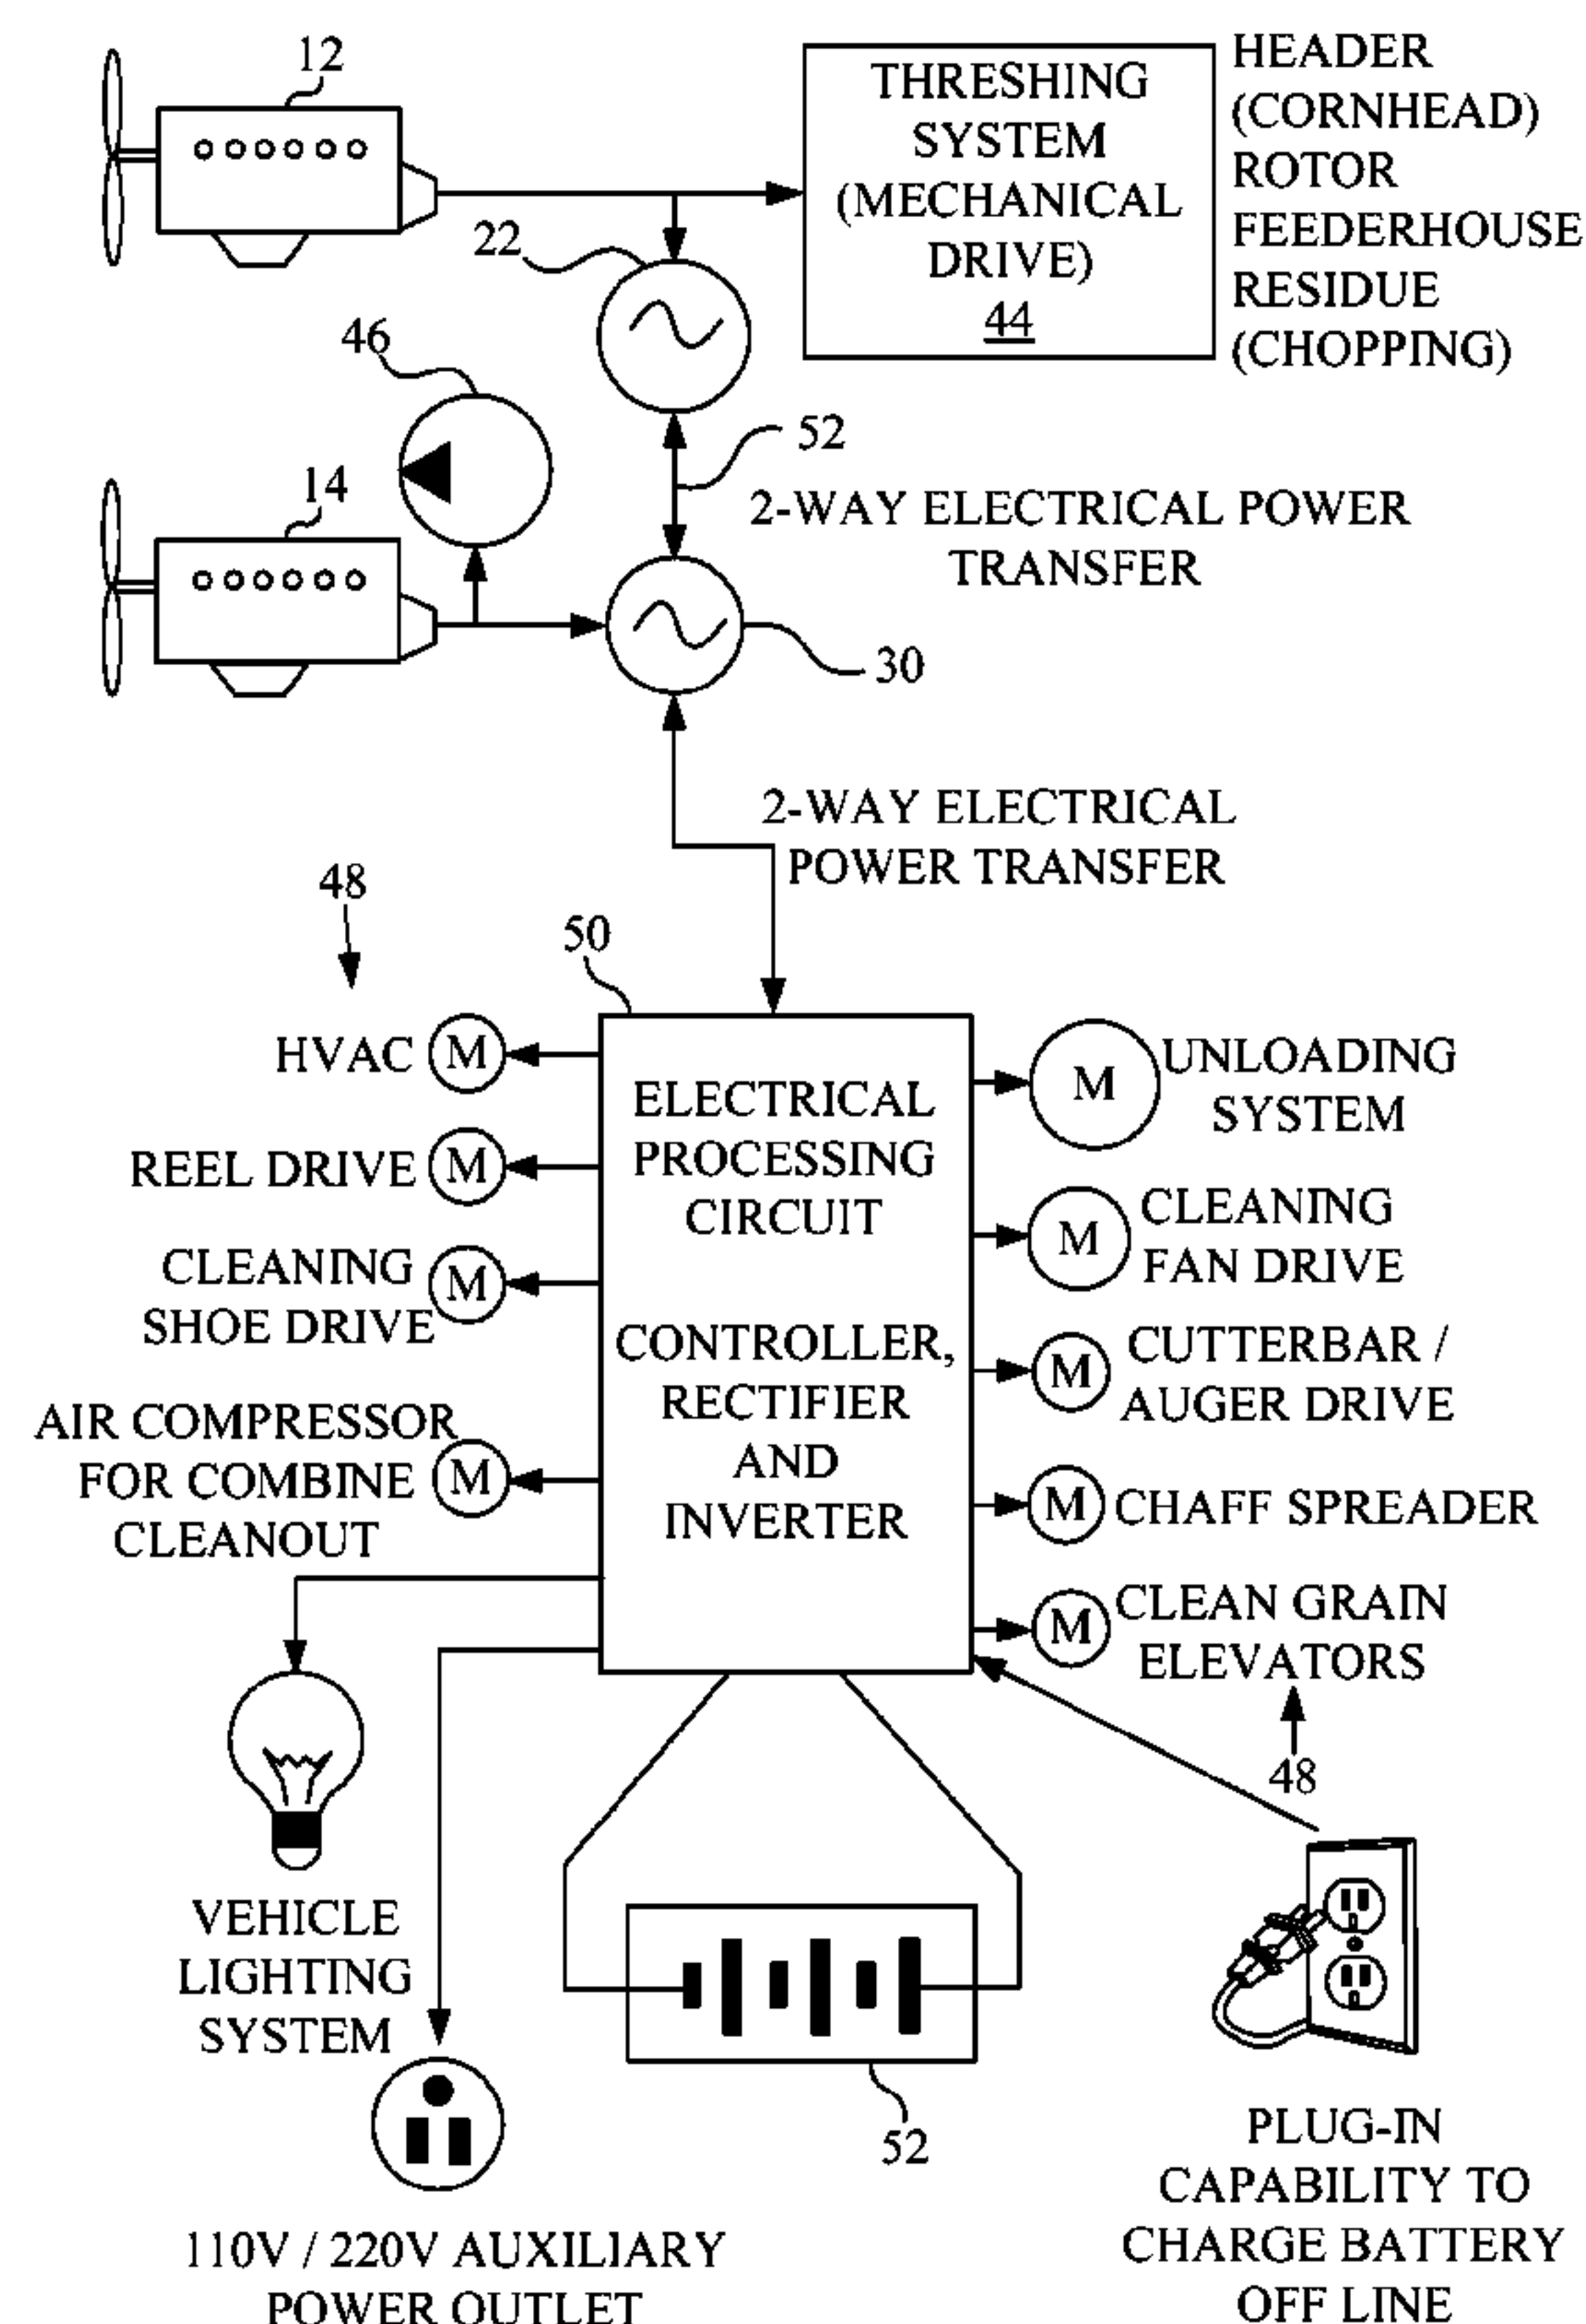 12
THRESHING
SYSTEM
(MECHANICAL
DRIVE)
44
HEADER
(CORNHEAD)
ROTOR
FEEDERHOUSE
RESIDUE
(CHOPPING)
22
46
52
14
2-WAY ELECTRICAL POWER
TRANSFER
30
2-WAY ELECTRICAL
POWER TRANSFER
48
50
HVAC M
REEL DRIVE M
CLEANING
SHOE DRIVE
M
AIR COMPRESSOR
FOR COMBINE
CLEANOUT
M
ELECTRICAL
PROCESSING
CIRCUIT
CONTROLLER,
RECTIFIER
AND
INVERTER
M
UNLOADING
SYSTEM
M
CLEANING
FAN DRIVE
M
CUTTERBAR /
AUGER DRIVE
M CHAFF SPREADER
M
CLEAN GRAIN
ELEVATORS
48
VEHICLE
LIGHTING
SYSTEM
52
110V / 220V AUXILIARY
POWER OUTLET
PLUG-IN
CAPABILITY TO
CHARGE BATTERY
OFF LINE